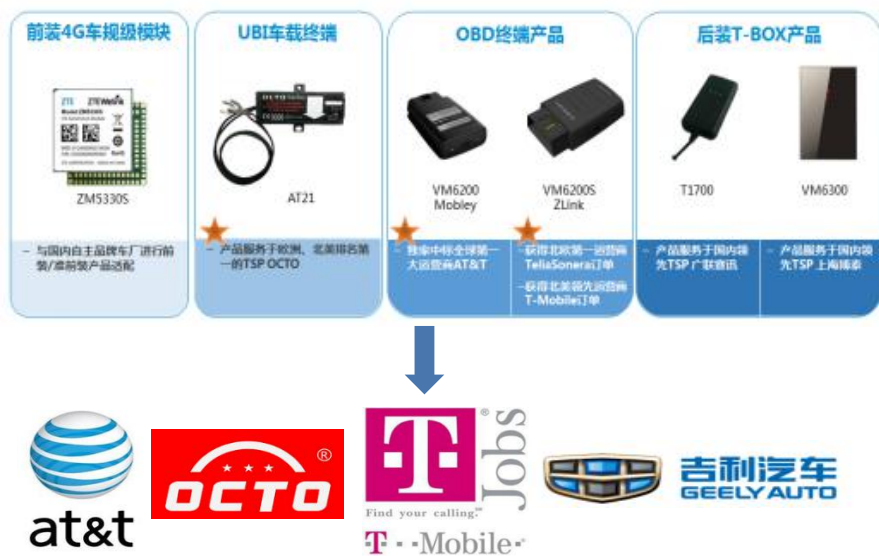 前装4G车规级模块
UBI车载终端
OBD终端产品
后装T-BOX产品
ZTE ZTEWelink
OCTO
ZM5330S
AT21
VM6200
Mobley
VM6200S
ZLink
T1700
VM6300
– 与国内自主品牌车厂进行前
装/准前装产品适配
– 产品服务于欧洲、北美排名第
一的TSP OCTO
– 独家中标全球第一
大运营商AT&T
–获得北欧第一运营商
TeliaSonera订单
–获得北美领先运营商
T-Mobile订单
– 产品服务于国内领
先TSP 广联赛讯
– 产品服务于国内领
先TSP 上海博泰
at&t
OCTO
®
T
®
Jobs
Find your calling.℠
T··Mobile·
吉利汽车
GEELY AUTO